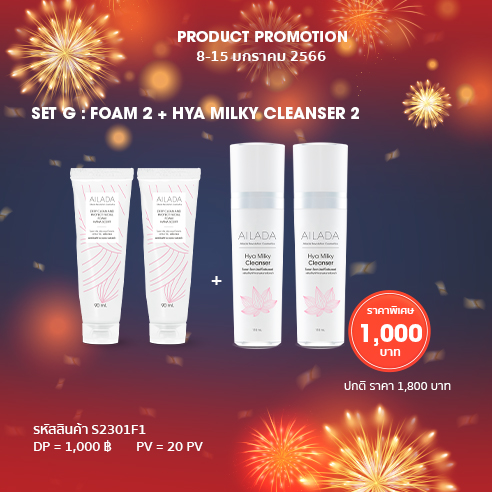 PRODUCT PROMOTION
8-15 มกราคม 2566
SET G : FOAM 2 + HYA MILKY CLEANSER 2
AILADA
AILADA
90 mL
90 mL
+
AILADA
Hya Milky
Cleanser
AILADA
Hya Milky
Cleanser
ราคาพิเศษ
1,000
บาท
ปกติ ราคา 1,800 บาท
รหัสสินค้า S2301F1
DP = 1,000 ฿ PV = 20 PV